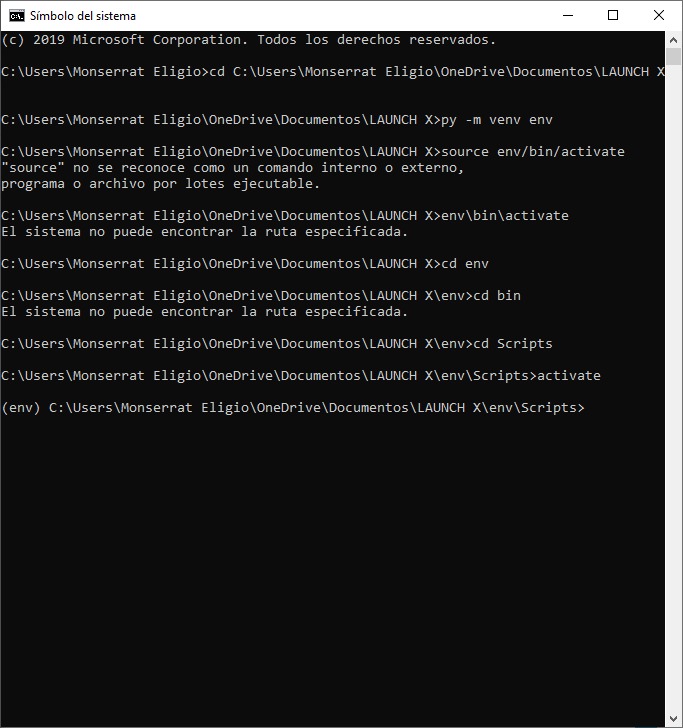 Símbolo del sistema
(c) 2019 Microsoft Corporation. Todos los derechos reservados.
C:\Users\Monserrat Eligio>cd C:\Users\Monserrat Eligio\OneDrive\Documentos\LAUNCH X
C:\Users\Monserrat Eligio\OneDrive\Documentos\LAUNCH X>py -m venv env
C:\Users\Monserrat Eligio\OneDrive\Documentos\LAUNCH X>source env/bin/activate
"source" no se reconoce como un comando interno o externo,
programa o archivo por lotes ejecutable.
C:\Users\Monserrat Eligio\OneDrive\Documentos\LAUNCH X>env\bin\activate
El sistema no puede encontrar la ruta especificada.
C:\Users\Monserrat Eligio\OneDrive\Documentos\LAUNCH X>cd env
C:\Users\Monserrat Eligio\OneDrive\Documentos\LAUNCH X\env>cd bin
El sistema no puede encontrar la ruta especificada.
C:\Users\Monserrat Eligio\OneDrive\Documentos\LAUNCH X\env>cd Scripts
C:\Users\Monserrat Eligio\OneDrive\Documentos\LAUNCH X\env\Scripts>activate
(env) C:\Users\Monserrat Eligio\OneDrive\Documentos\LAUNCH X\env\Scripts>